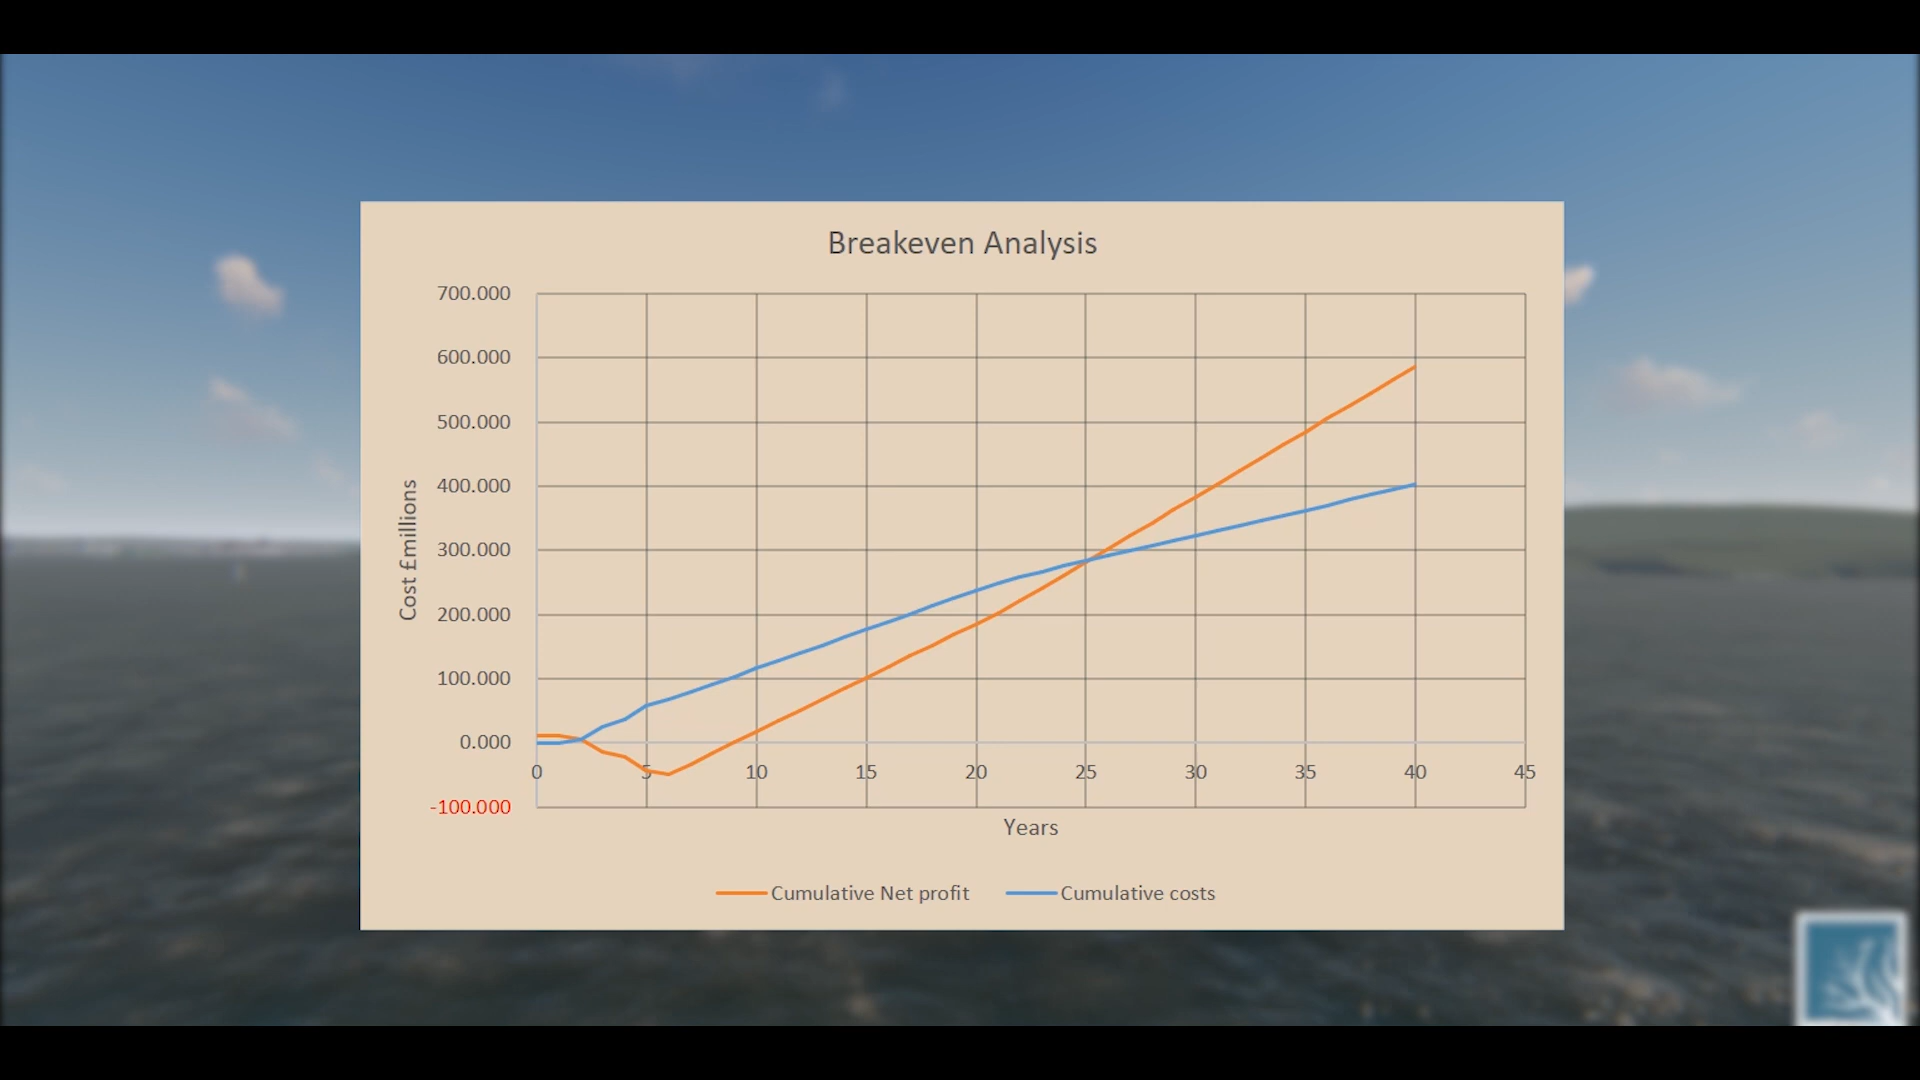 Breakeven Analysis
700.000
600.000
500.000
400.000
300.000
200.000
100.000
0.000
-100.000
Cost £millions
0 5 10 15 20 25 30 35 40 45
Years
Cumulative Net profit Cumulative costs